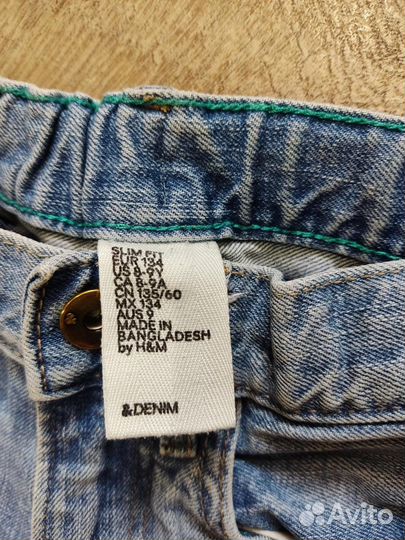 SLIM FIT
EUR 134
US 8-9Y
CA 8-9A
CN 135/60
MX 134
AUS 9
MADE IN
BANGLADESH
by H&M
&DENIM
Avito